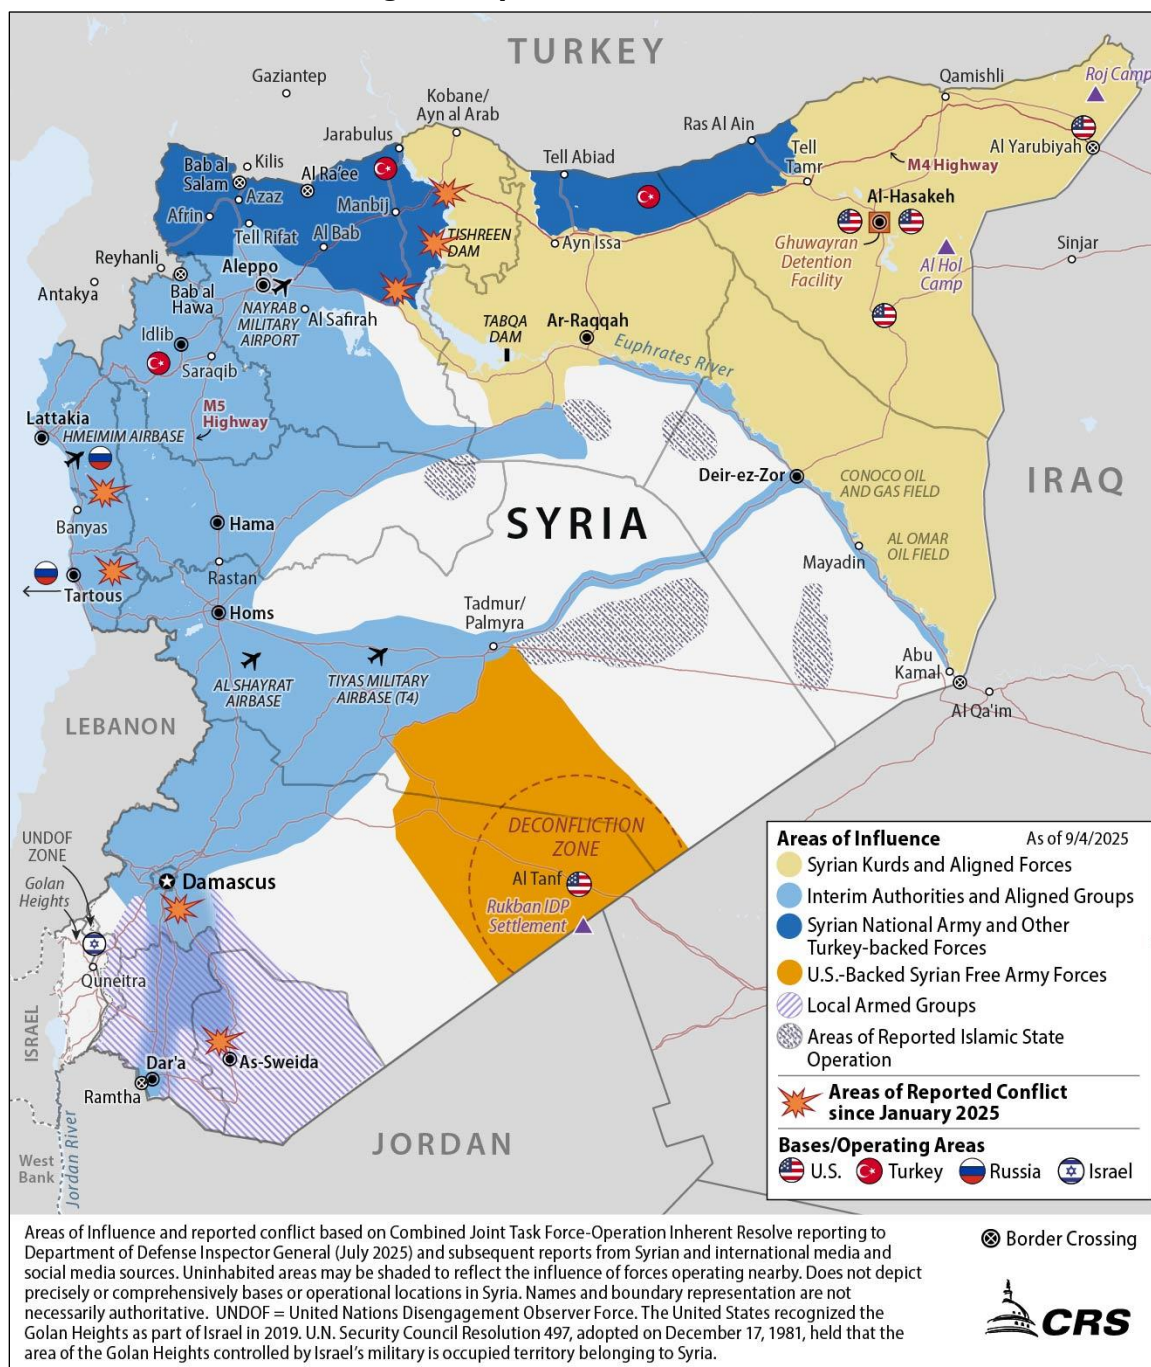 TURKEY
Gaziantep
Kobane/
Ayn al Arab
Qamishli
Roj Camp
Jarabulus
Ras Al Ain
Kilis
Bab al
Salam
Al Ra'ee
Tell Abiad
Tell
Tamr
M4 Highway
Al Yarubiyah
Azaz
Afrin
Manbij
Al-Hasakeh
Tell Rifat
Al Bab
TISHREEN
DAM
Ayn Issa
Ghuwayran
Detention
Facility
Al Hol
Camp
Sinjar
Reyhanli
Antakya
Bab al
Hawa
Aleppo
NAYRAB
MILITARY
AIRPORT
Al Safirah
TABQA
DAM
Ar-Raqqah
Euphrates River
Idlib
Saraqib
M5
Highway
Lattakia
HMEIMIM AIRBASE
Deir-ez-Zor
CONOCO OIL
AND GAS FIELD
IRAQ
Banyas
Hama
SYRIA
AL OMAR
OIL FIELD
Mayadin
Rastan
Tartous
Homs
Tadmur/
Palmyra
AL SHAYRAT
AIRBASE
TIYAS MILITARY
AIRBASE (T4)
Abu
Kamal
Al Qa'im
LEBANON
UNDOF
ZONE
Golan
Heights
Damascus
DECONFLICTION
ZONE
Al Tanf
Rukban IDP
Settlement
Quneitra
ISRAEL
Dar'a
As-Sweida
Ramtha
JORDAN
West
Bank
Jordan River
Areas of Influence As of 9/4/2025
Syrian Kurds and Aligned Forces
Interim Authorities and Aligned Groups
Syrian National Army and Other
Turkey-backed Forces
U.S.-Backed Syrian Free Army Forces
Local Armed Groups
Areas of Reported Islamic State
Operation
Areas of Reported Conflict
since January 2025
Bases/Operating Areas
U.S. Turkey Russia Israel
Areas of Influence and reported conflict based on Combined Joint Task Force-Operation Inherent Resolve reporting to
Department of Defense Inspector General (July 2025) and subsequent reports from Syrian and international media and
social media sources. Uninhabited areas may be shaded to reflect the influence of forces operating nearby. Does not depict
precisely or comprehensively bases or operational locations in Syria. Names and boundary representation are not
necessarily authoritative. UNDOF = United Nations Disengagement Observer Force. The United States recognized the
Golan Heights as part of Israel in 2019. U.N. Security Council Resolution 497, adopted on December 17, 1981, held that the
area of the Golan Heights controlled by Israel's military is occupied territory belonging to Syria.
Border Crossing
CRS